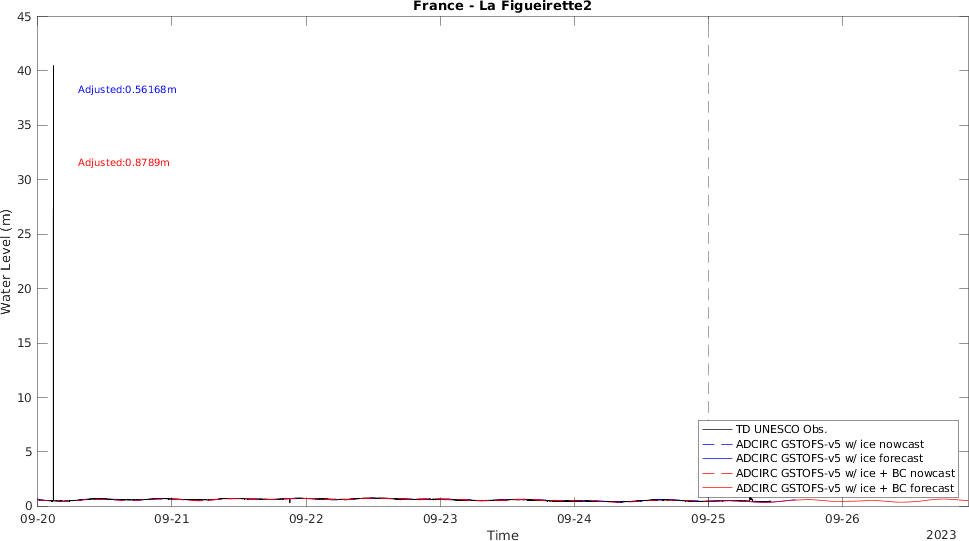 France - La Figueirette2
45
40
35
30
25
20
15
10
5
0
Water Level (m)
Adjusted:0.56168m
Adjusted:0.8789m
TD UNESCO Obs.
ADCIRC GSTOFS-v5 w/ ice nowcast
ADCIRC GSTOFS-v5 w/ ice forecast
ADCIRC GSTOFS-v5 w/ ice + BC nowcast
ADCIRC GSTOFS-v5 w/ ice + BC forecast
09-20 09-21 09-22 09-23 09-24 09-25 09-26
Time
2023